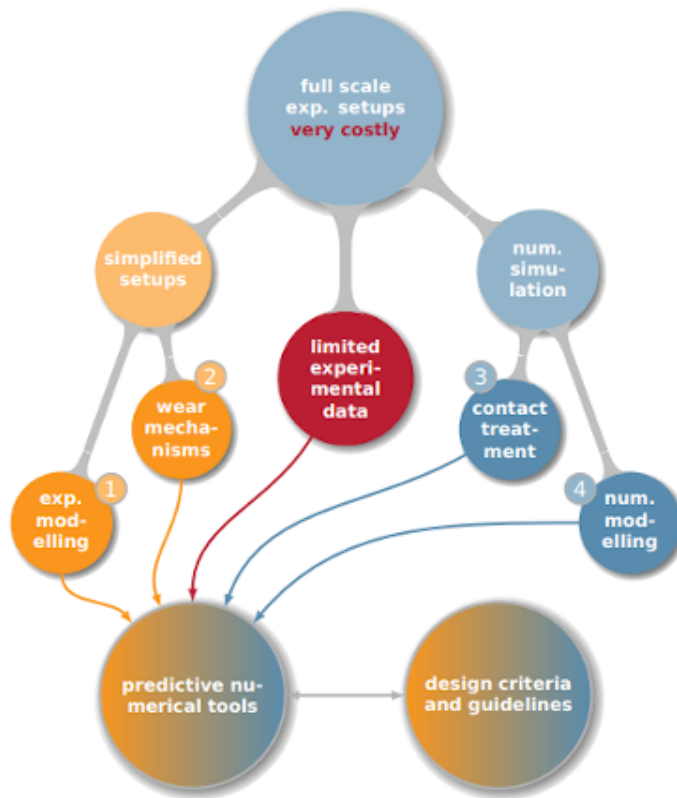 full scale
exp. setups
very costly
simplified
setups
num.
simu-
lation
limited
experi-
mental
data
2
wear
mecha-
nisms
3
contact
treat-
ment
1
exp.
mod-
elling
4
num.
mod-
elling
predictive nu-
merical tools
design criteria
and guidelines